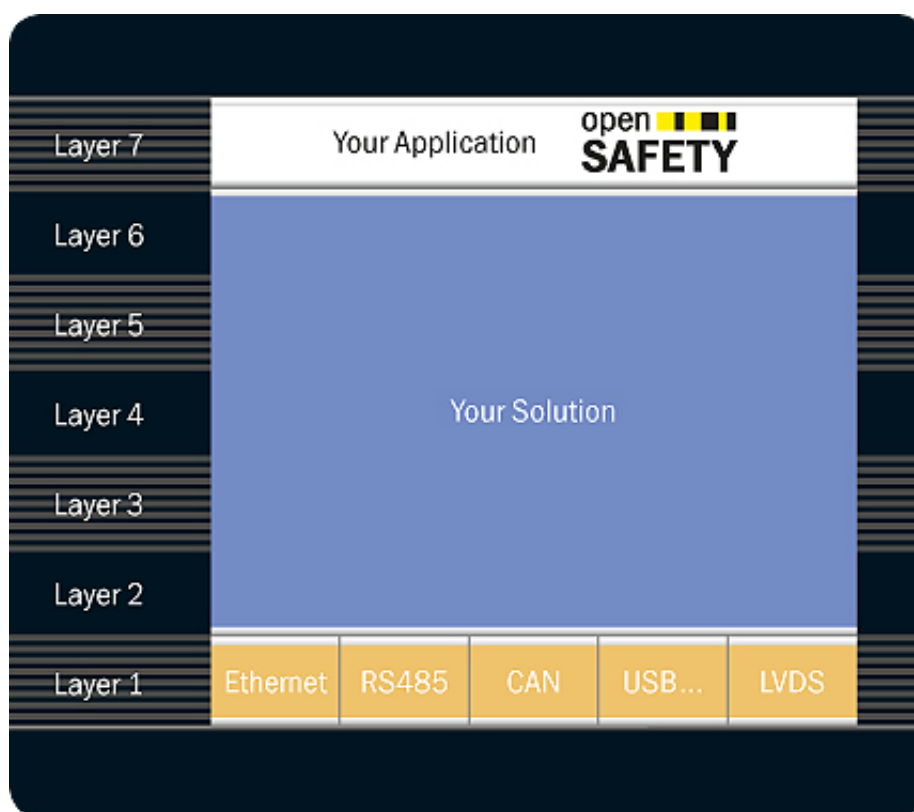 Layer 7
Your Application
open
SAFETY
Layer 6
Layer 5
Layer 4
Your Solution
Layer 3
Layer 2
Layer 1
Ethernet
RS485
CAN
USB...
LVDS